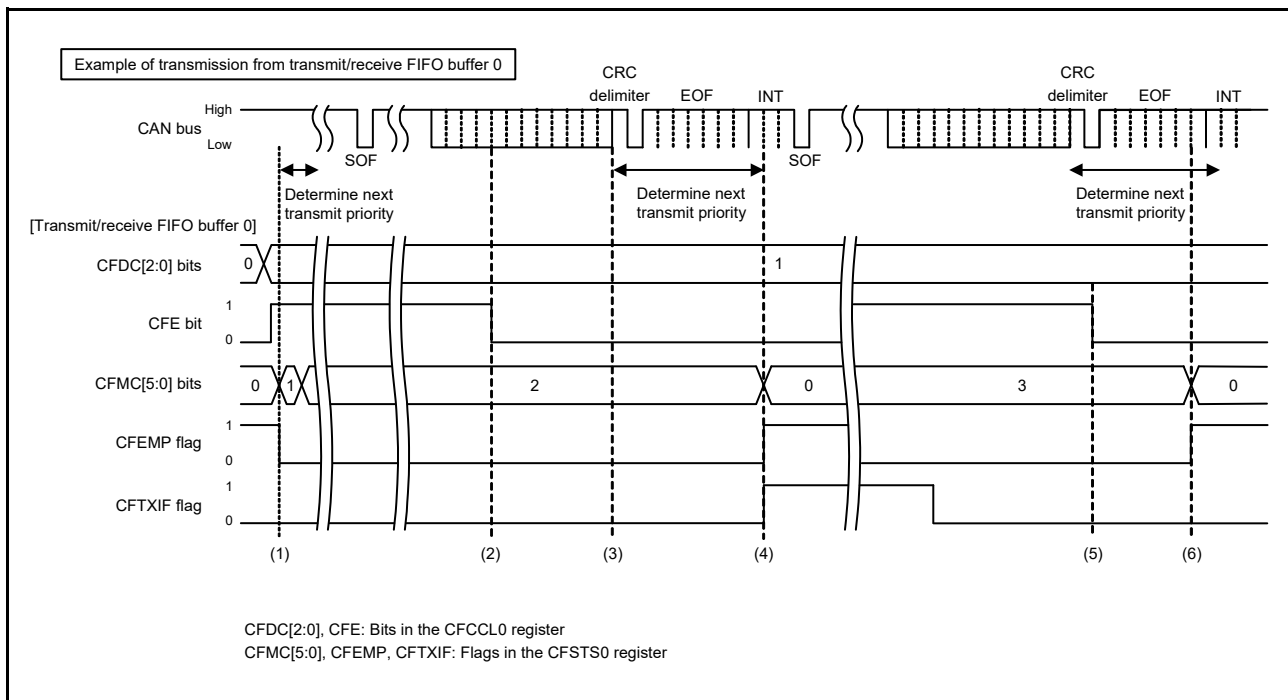 Example of transmission from transmit/receive FIFO buffer 0
CRC
delimiter
EOF
INT
CRC
delimiter
EOF
INT
High
CAN bus
Low
SOF
SOF
Determine next
transmit priority
Determine next
transmit priority
Determine next
transmit priority
[Transmit/receive FIFO buffer 0]
CFDC[2:0] bits
0
1
CFE bit
1
0
CFMC[5:0] bits
0
1
2
0
3
0
CFEMP flag
1
0
CFTXIF flag
1
0
(1)
(2)
(3)
(4)
(5)
(6)
CFDC[2:0], CFE: Bits in the CFCCL0 register
CFMC[5:0], CFEMP, CFTXIF: Flags in the CFSTS0 register